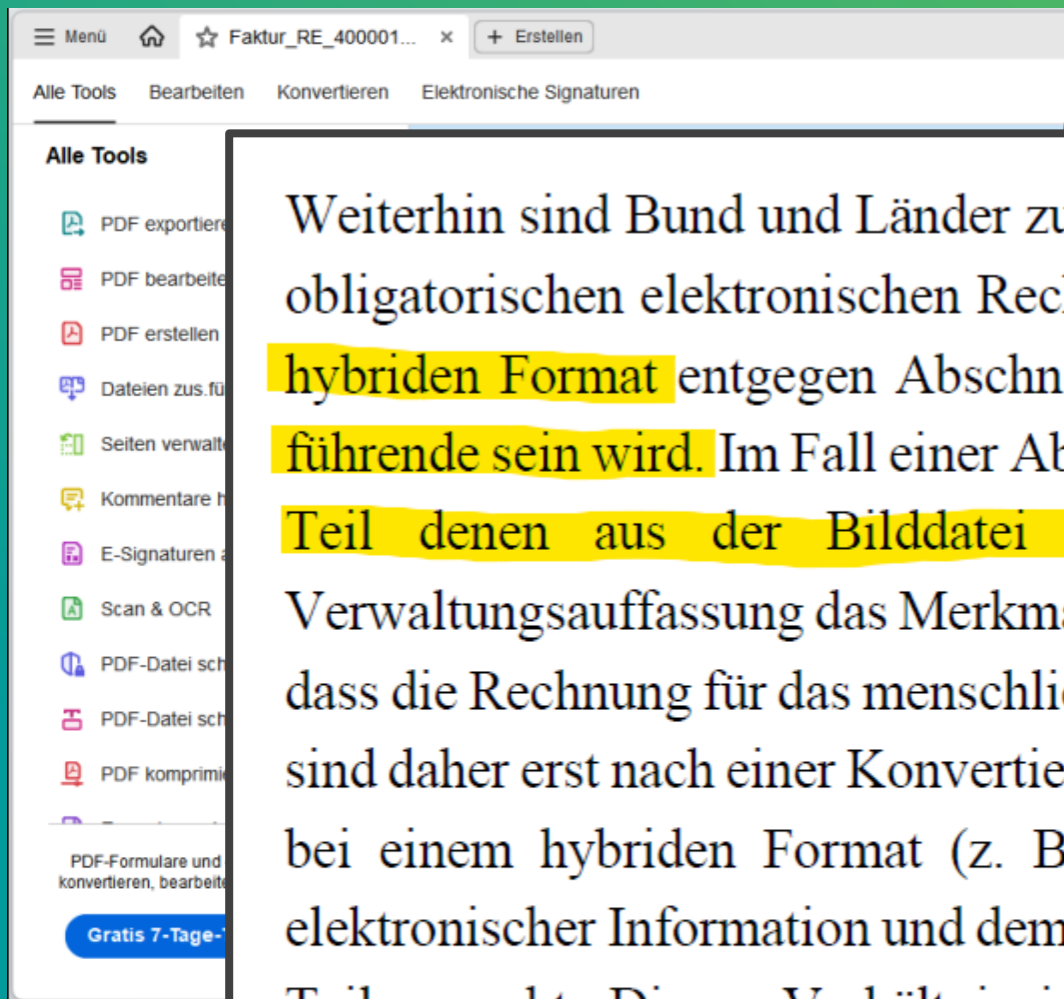 Menü
Faktur_RE_400001...
+ Erstellen
Alle Tools Bearbeiten Konvertieren Elektronische Signaturen
Alle Tools
PDF exportiere
PDF bearbeite
PDF erstellen
Dateien zus.fü
Seiten verwalte
Kommentare h
E-Signaturen a
Scan & OCR
PDF-Datei sch
PDF-Datei sch
PDF komprimie
PDF-Formulare und
konvertieren, bearbeite
Gratis 7-Tage-
Weiterhin sind Bund und Länder zu
obligatorischen elektronischen Rec
hybriden Format entgegen Abschn
führende sein wird. Im Fall einer Ab
Teil denen aus der Bilddatei
Verwaltungsauffassung das Merkma
dass die Rechnung für das menschli
sind daher erst nach einer Konvertie
bei einem hybriden Format (z. B
elektronischer Information und dem